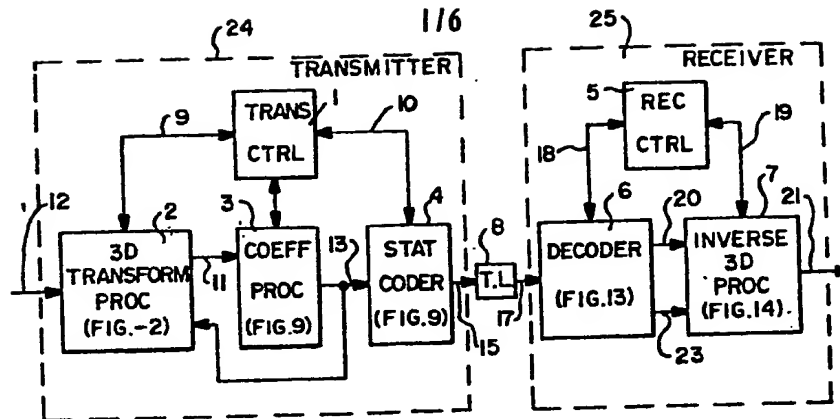 1/6
24
25
TRANSMITTER
RECEIVER
1
TRANS
CTRL
9
10
5
REC
CTRL
18
19
12
2
3D
TRANSFORM
PROC
(FIG.-2)
11
3
COEFF
PROC
(FIG.9)
13
4
STAT
CODER
(FIG.9)
15
8
T.L.
17
6
DECODER
(FIG.13)
20
23
7
INVERSE
3D
PROC
(FIG.14)
21